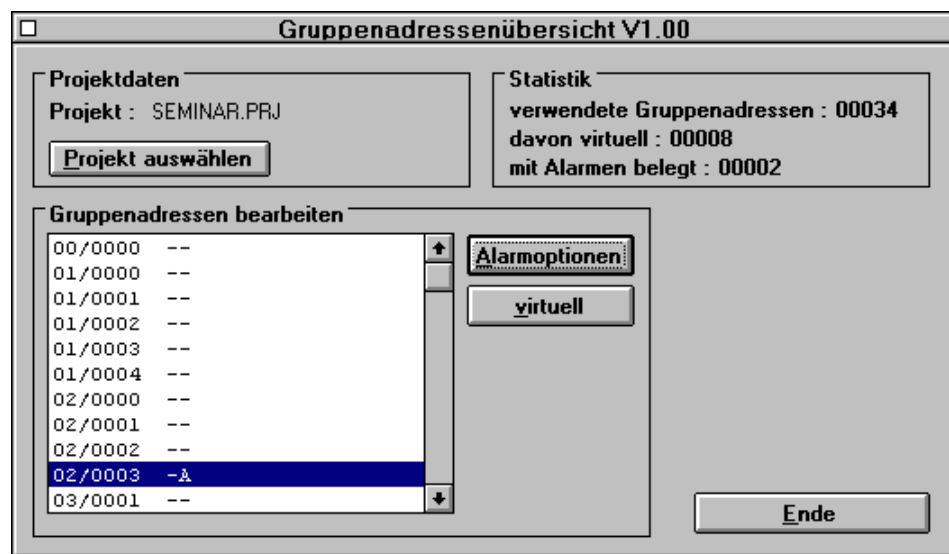 Gruppenadressenübersicht V1.00
Projektdaten
Projekt : SEMINAR.PRJ
Projekt auswählen
Statistik
verwendete Gruppenadressen : 00034
davon virtuell : 00008
mit Alarmen belegt : 00002
Gruppenadressen bearbeiten
00/0000 --
01/0000 --
01/0001 --
01/0002 --
01/0003 --
01/0004 --
02/0000 --
02/0001 --
02/0002 --
02/0003 -A
03/0001 --
Alarmoptionen
virtuell
Ende